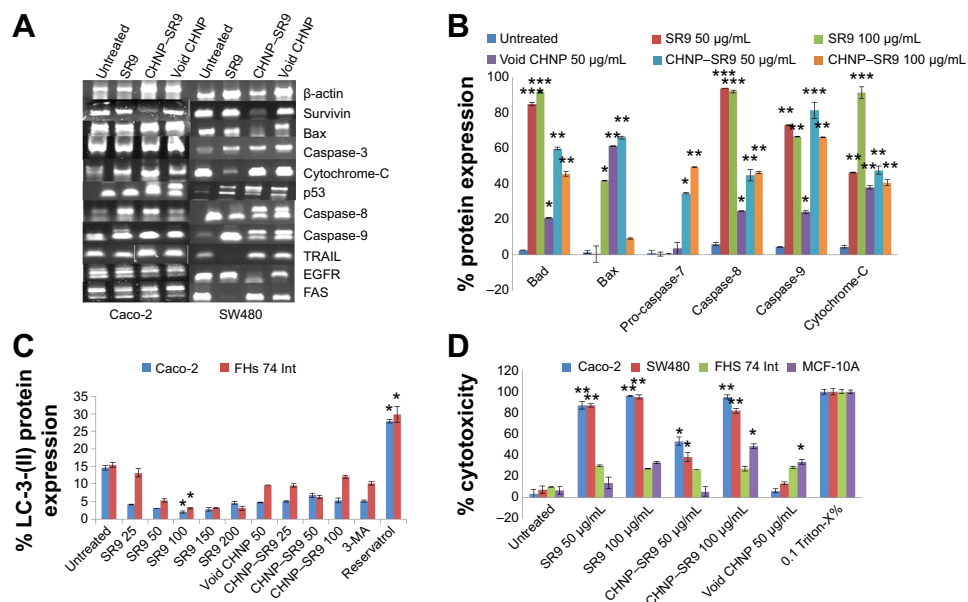 A
Untreated SR9 CHNP–SR9 Void CHNP Untreated SR9 CHNP–SR9 Void CHNP
β-actin
Survivin
Bax
Caspase-3
Cytochrome-C
p53
Caspase-8
Caspase-9
TRAIL
EGFR
FAS
Caco-2 SW480
B
Untreated SR9 50 µg/mL SR9 100 µg/mL
Void CHNP 50 µg/mL CHNP–SR9 50 µg/mL CHNP–SR9 100 µg/mL
% protein expression
100
80
60
40
20
0
–20
*** *** * ** **
* ** **
* **
*** *** * ** **
** ** * ** **
** *** ** ** **
Bad Bax Pro-caspase-7 Caspase-8 Caspase-9 Cytochrome-C
C
Caco-2 FHs 74 Int
% LC-3-(II) protein
expression
35
30
25
20
15
10
5
0
* *
* *
Untreated SR9 25 SR9 50 SR9 100 SR9 150 SR9 200 Void CHNP 50 CHNP–SR9 25 CHNP–SR9 50 CHNP–SR9 100 3-MA Reservatrol
D
Caco-2 SW480 FHS 74 Int MCF-10A
% cytotoxicity
120
100
80
60
40
20
0
–20
** ** ** ** * * ** ** * *
Untreated SR9 50 µg/mL SR9 100 µg/mL CHNP–SR9 50 µg/mL CHNP–SR9 100 µg/mL Void CHNP 50 µg/mL 0.1 Triton-X%